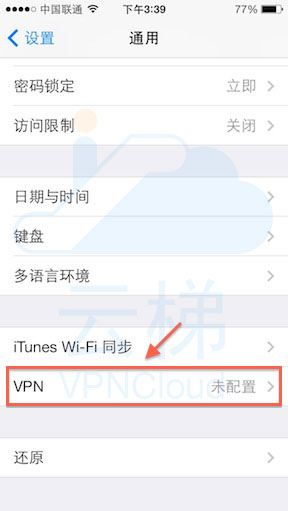 中国联通 下午3:39 77%
设置 通用
密码锁定 立即
访问限制 关闭
日期与时间
键盘
多语言环境
iTunes Wi-Fi 同步
VPN 未配置
还原
云梯
VPNCloud